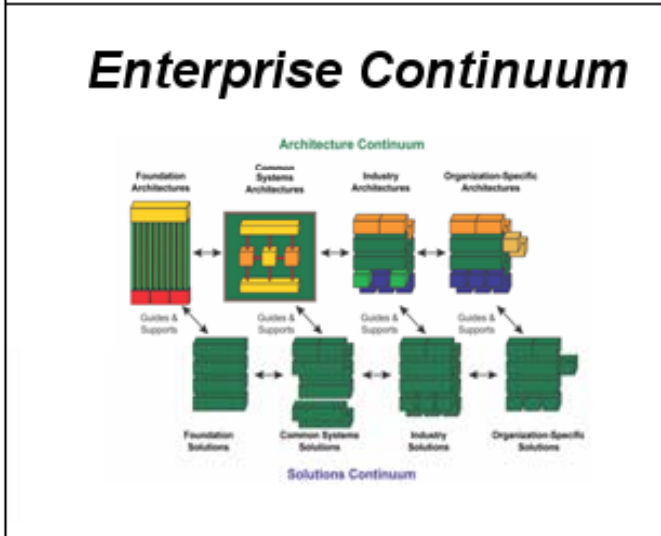 Enterprise Continuum
Architecture Continuum
Foundation
Architectures
Common
Systems
Architectures
Industry
Architectures
Organization-Specific
Architectures
Guides &
Supports
Guides &
Supports
Guides &
Supports
Guides &
Supports
Foundation
Solutions
Common Systems
Solutions
Industry
Solutions
Organization-Specific
Solutions
Solutions Continuum